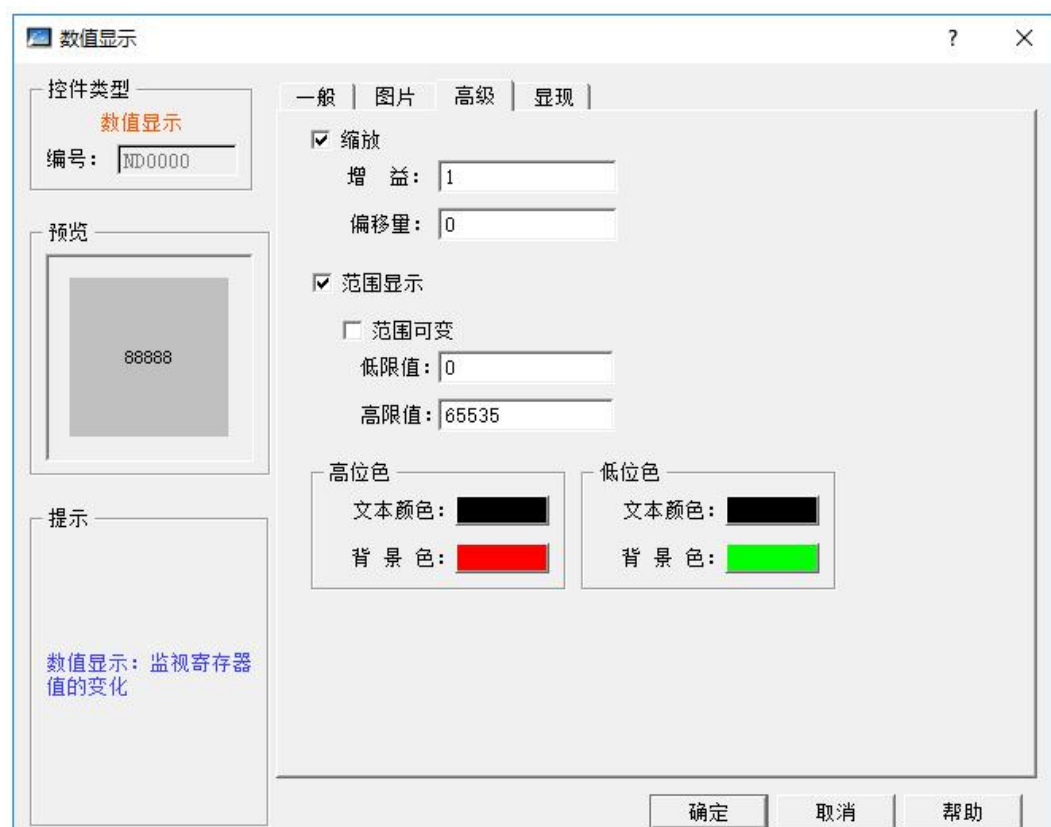 数值显示
? ×
控件类型
数值显示
编号： ND0000
预览
88888
提示
数值显示：监视寄存器
值的变化
一般 图片 高级 显现
缩放
增 益： 1
偏移量： 0
范围显示
范围可变
低限值： 0
高限值： 65535
高位色
文本颜色：
背 景 色：
低位色
文本颜色：
背 景 色：
确定 取消 帮助